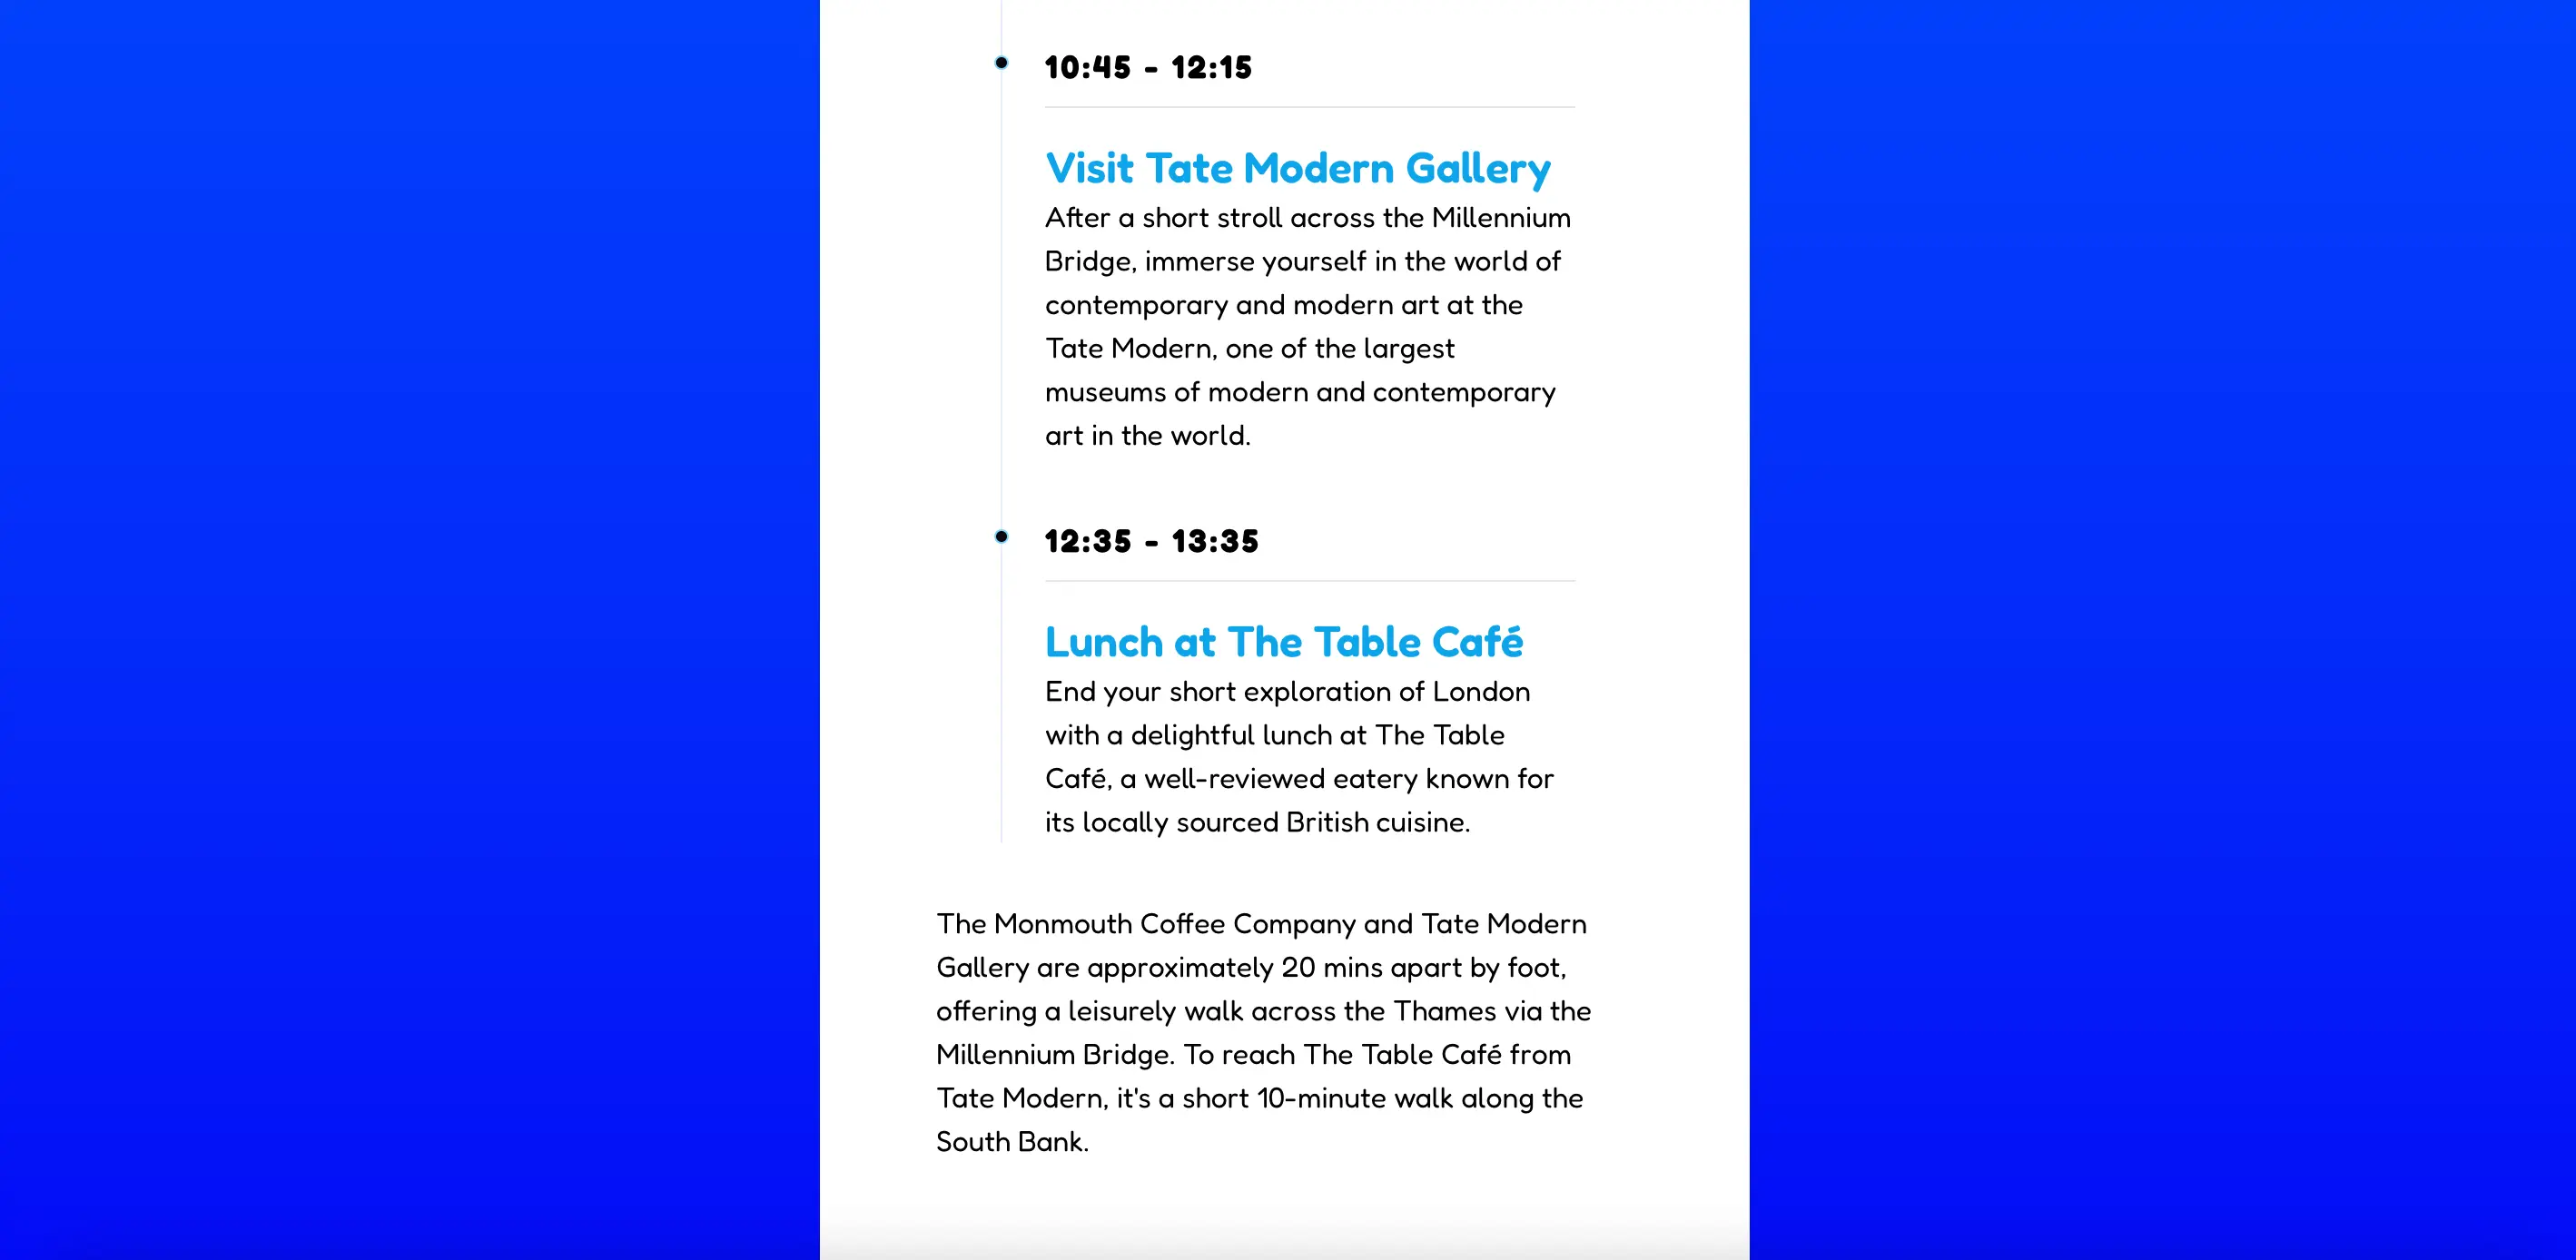 10:45 - 12:15
Visit Tate Modern Gallery
After a short stroll across the Millennium
Bridge, immerse yourself in the world of
contemporary and modern art at the
Tate Modern, one of the largest
museums of modern and contemporary
art in the world.
12:35 - 13:35
Lunch at The Table Café
End your short exploration of London
with a delightful lunch at The Table
Café, a well-reviewed eatery known for
its locally sourced British cuisine.
The Monmouth Coffee Company and Tate Modern
Gallery are approximately 20 mins apart by foot,
offering a leisurely walk across the Thames via the
Millennium Bridge. To reach The Table Café from
Tate Modern, it's a short 10-minute walk along the
South Bank.